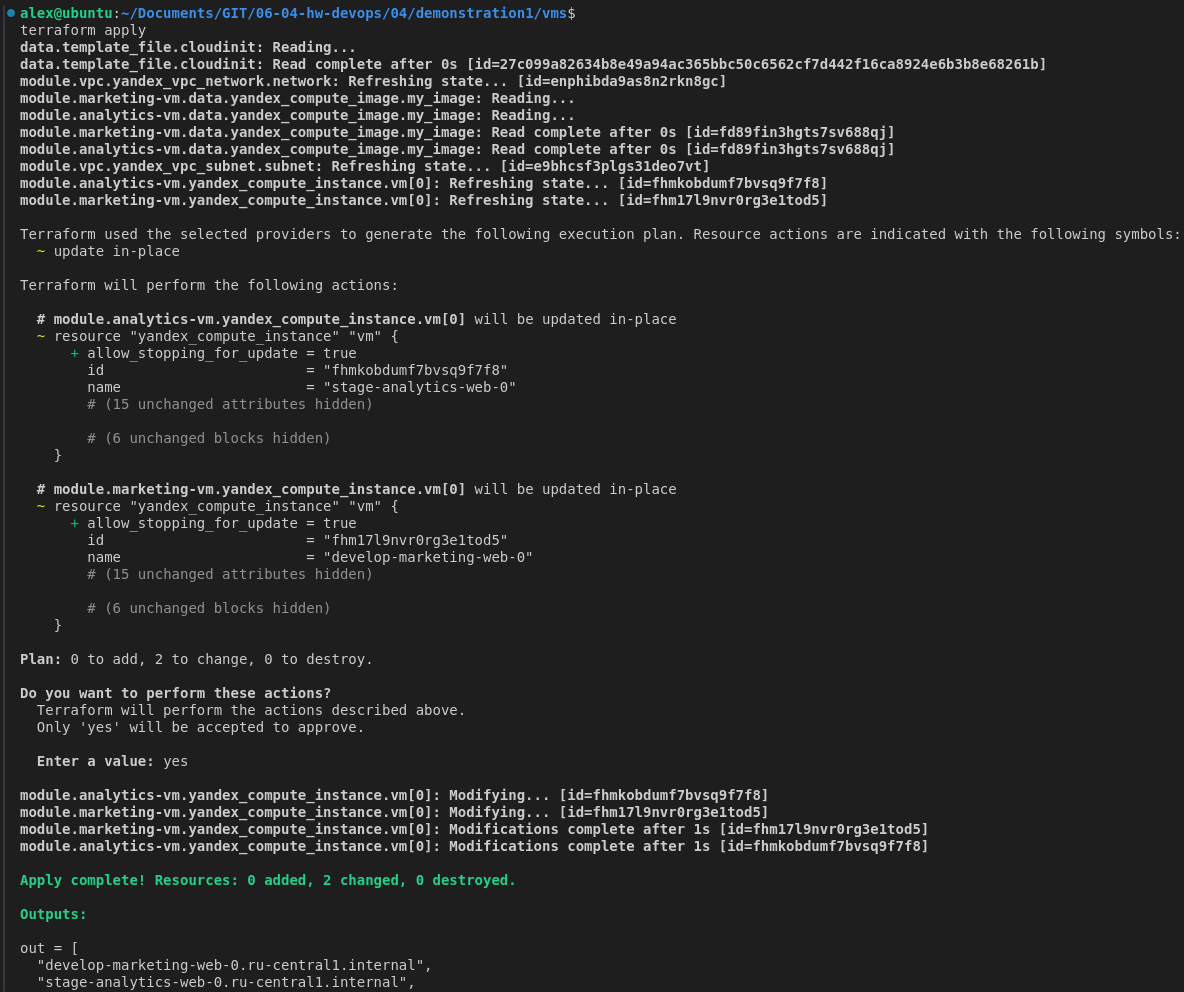 alex@ubuntu:~/Documents/GIT/06-04-hw-devops/04/demonstration1/vms$
terraform apply
data.template_file.cloudinit: Reading...
data.template_file.cloudinit: Read complete after 0s [id=27c099a82634b8e49a94ac365bbc50c6562cf7d442f16ca8924e6b3b8e68261b]
module.vpc.yandex_vpc_network.network: Refreshing state... [id=enphibda9as8n2rkn8gc]
module.marketing-vm.data.yandex_compute_image.my_image: Reading...
module.analytics-vm.data.yandex_compute_image.my_image: Reading...
module.marketing-vm.data.yandex_compute_image.my_image: Read complete after 0s [id=fd89fin3hgts7sv688qj]
module.analytics-vm.data.yandex_compute_image.my_image: Read complete after 0s [id=fd89fin3hgts7sv688qj]
module.vpc.yandex_vpc_subnet.subnet: Refreshing state... [id=e9bhcsf3plgs31deo7vt]
module.analytics-vm.yandex_compute_instance.vm[0]: Refreshing state... [id=fhmkobdumf7bvsq9f7f8]
module.marketing-vm.yandex_compute_instance.vm[0]: Refreshing state... [id=fhm17l9nvr0rg3e1tod5]

Terraform used the selected providers to generate the following execution plan. Resource actions are indicated with the following symbols:
  ~ update in-place

Terraform will perform the following actions:

  # module.analytics-vm.yandex_compute_instance.vm[0] will be updated in-place
  ~ resource "yandex_compute_instance" "vm" {
      + allow_stopping_for_update = true
        id                        = "fhmkobdumf7bvsq9f7f8"
        name                      = "stage-analytics-web-0"
        # (15 unchanged attributes hidden)

        # (6 unchanged blocks hidden)
    }

  # module.marketing-vm.yandex_compute_instance.vm[0] will be updated in-place
  ~ resource "yandex_compute_instance" "vm" {
      + allow_stopping_for_update = true
        id                        = "fhm17l9nvr0rg3e1tod5"
        name                      = "develop-marketing-web-0"
        # (15 unchanged attributes hidden)

        # (6 unchanged blocks hidden)
    }

Plan: 0 to add, 2 to change, 0 to destroy.

Do you want to perform these actions?
  Terraform will perform the actions described above.
  Only 'yes' will be accepted to approve.

  Enter a value: yes

module.analytics-vm.yandex_compute_instance.vm[0]: Modifying... [id=fhmkobdumf7bvsq9f7f8]
module.marketing-vm.yandex_compute_instance.vm[0]: Modifying... [id=fhm17l9nvr0rg3e1tod5]
module.marketing-vm.yandex_compute_instance.vm[0]: Modifications complete after 1s [id=fhm17l9nvr0rg3e1tod5]
module.analytics-vm.yandex_compute_instance.vm[0]: Modifications complete after 1s [id=fhmkobdumf7bvsq9f7f8]

Apply complete! Resources: 0 added, 2 changed, 0 destroyed.

Outputs:

out = [
  "develop-marketing-web-0.ru-central1.internal",
  "stage-analytics-web-0.ru-central1.internal",